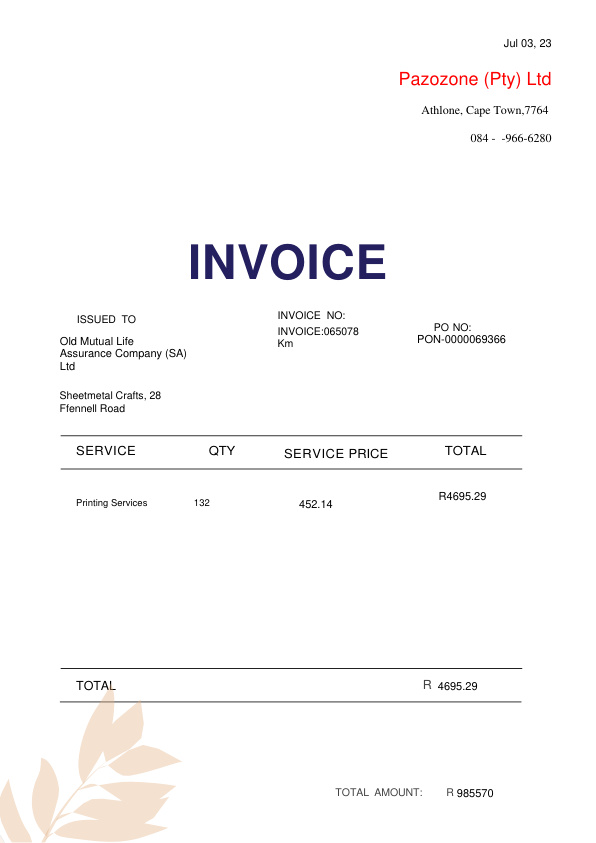 Jul 03, 23
Pazozone (Pty) Ltd
Athlone, Cape Town,7764
084 -  -966-6280
INVOICE
ISSUED TO
Old Mutual Life
Assurance Company (SA)
Ltd
Sheetmetal Crafts, 28
Ffennell Road
INVOICE NO:
INVOICE:065078
Km
PO NO:
PON-0000069366
SERVICE QTY SERVICE PRICE TOTAL
Printing Services 132 452.14 R4695.29
TOTAL R 4695.29
TOTAL AMOUNT: R 985570